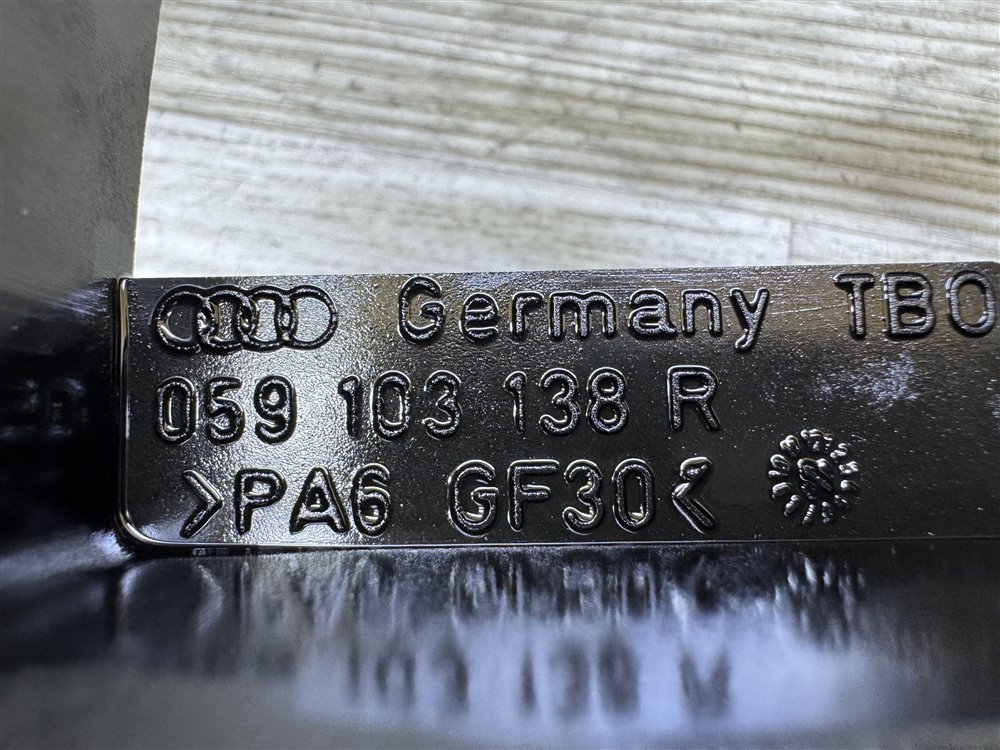 Germany TBO
059 103 138 R
>PA6 GF30<